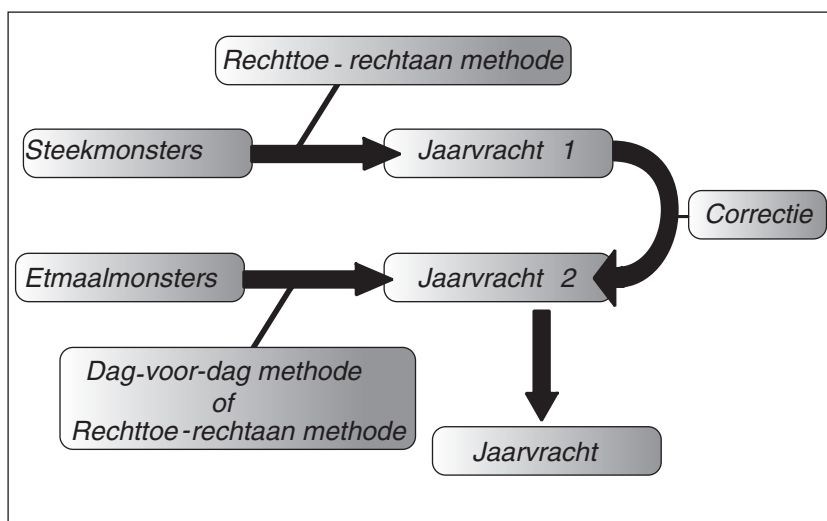 Rechttoe - rechtaan methode
Steekmonsters
Jaarvracht 1
Correctie
Etmaalmonsters
Jaarvracht 2
Dag-voor-dag methode
of
Rechttoe-rechtaan methode
Jaarvracht